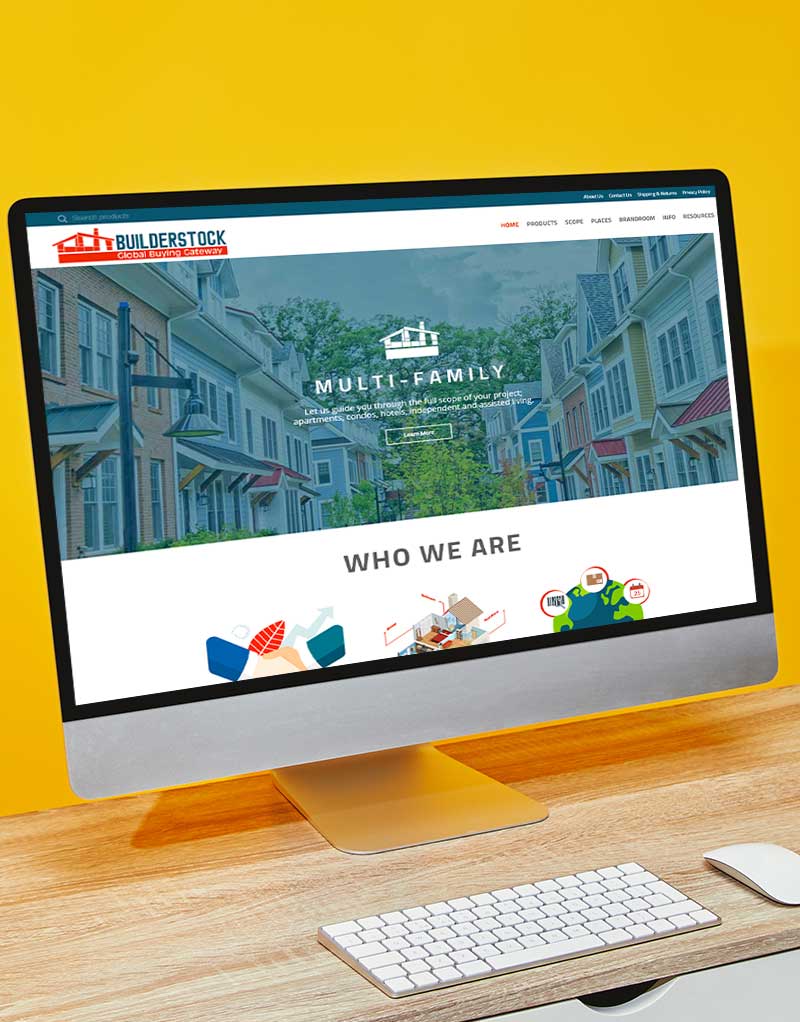 About Us Contact Us Shipping & Returns Privacy Policy
Search products
BUILDERSTOCK
Global Buying Gateway
HOME PRODUCTS SCOPE PLACES BRANDROOM INFO RESOURCES
MULTI-FAMILY
Let us guide you through the full scope of your project;
apartments, condos, hotels, independent and assisted living.
Learn More
WHO WE ARE
21